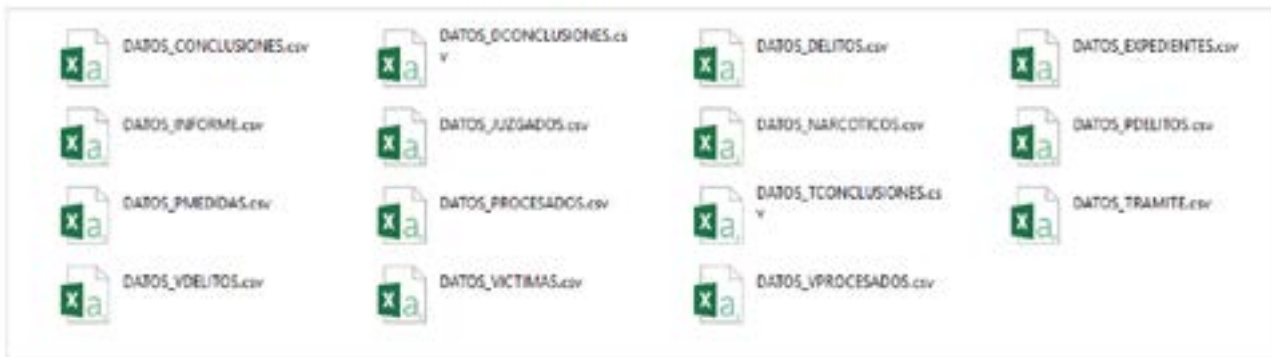 DATOS_CONCLUSIONES.csv
DATOS_DCONCLUSIONES.cs
v
DATOS_DELITOS.csv
DATOS_EXPEDIENTES.csv
DATOS_INFORME.csv
DATOS_JUZGADOS.csv
DATOS_NARCOTICOS.csv
DATOS_PDELITOS.csv
DATOS_PMEDIDAS.csv
DATOS_PROCESADOS.csv
DATOS_TCONCLUSIONES.cs
v
DATOS_TRAMITE.csv
DATOS_VDELITOS.csv
DATOS_VICTIMAS.csv
DATOS_VPROCESADOS.csv